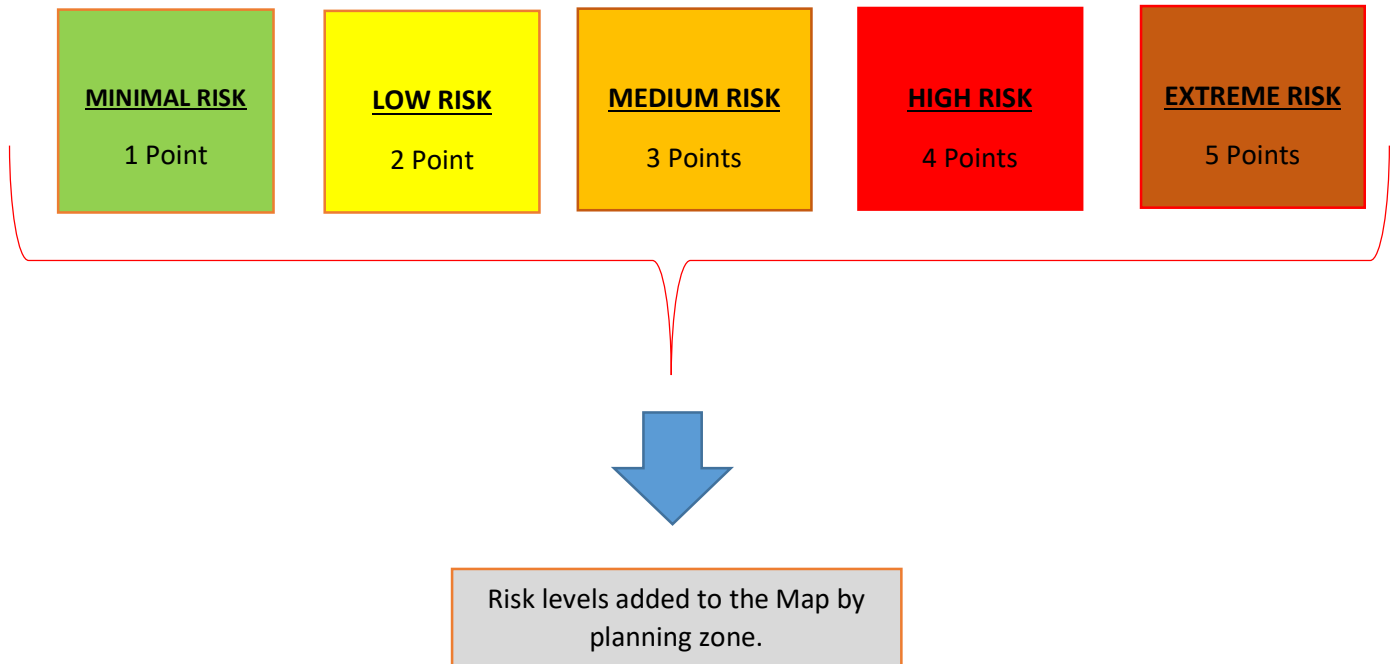 MINIMAL RISK
1 Point
LOW RISK
2 Point
MEDIUM RISK
3 Points
HIGH RISK
4 Points
EXTREME RISK
5 Points
Risk levels added to the Map by
planning zone.